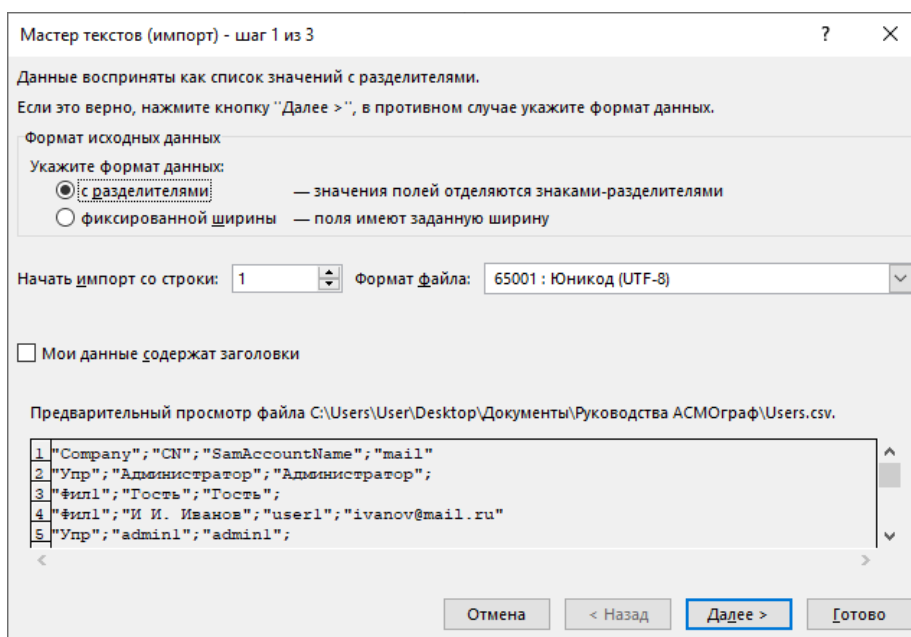 Мастер текстов (импорт) - шаг 1 из 3 ?
Данные восприняты как список значений с разделителями.
Если это верно, нажмите кнопку "Далее >", в противном случае укажите формат данных.
Формат исходных данных
Укажите формат данных:
с разделителями — значения полей отделяются знаками-разделителями
фиксированной ширины — поля имеют заданную ширину
Начать импорт со строки: 1 Формат файла: 65001 : Юникод (UTF-8)
Мои данные содержат заголовки
Предварительный просмотр файла C:\Users\User\Desktop\Документы\Руководства АСМОграф\Users.csv.
1 "Company";"CN";"SamAccountName";"mail"
2 "Упр";"Администратор";"Администратор";
3 "Фил1";"Гость";"Гость";
4 "Фил1";"И И. Иванов";"user1";"ivanov@mail.ru"
5 "Упр";"admin1";"admin1";
Отмена < Назад Далее > Готово